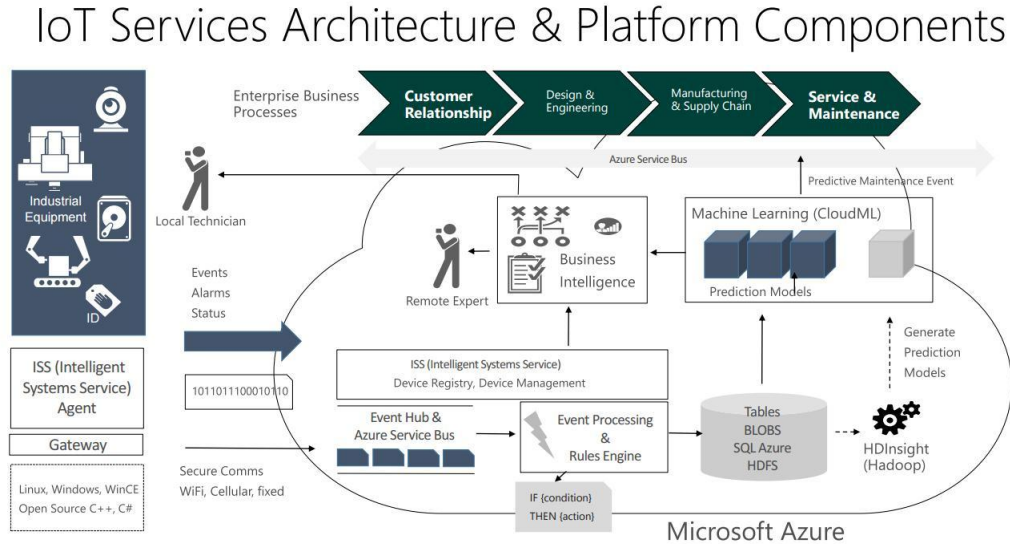 IoT Services Architecture & Platform Components
Enterprise Business
Processes
Customer
Relationship
Design &
Engineering
Manufacturing
& Supply Chain
Service &
Maintenance
Azure Service Bus
Industrial
Equipment
ID
Local Technician
Predictive Maintenance Event
Machine Learning (CloudML)
Prediction Models
Business
Intelligence
Remote Expert
Events
Alarms
Status
Generate
Prediction
Models
ISS (Intelligent
Systems Service)
Agent
ISS (Intelligent Systems Service)
Device Registry, Device Management
1011011100010110
Event Hub &
Azure Service Bus
Event Processing
&
Rules Engine
Tables
BLOBS
SQL Azure
HDFS
HDInsight
(Hadoop)
Gateway
Secure Comms
WiFi, Cellular, fixed
Linux, Windows, WinCE
Open Source C++, C#
IF {condition}
THEN {action}
Microsoft Azure